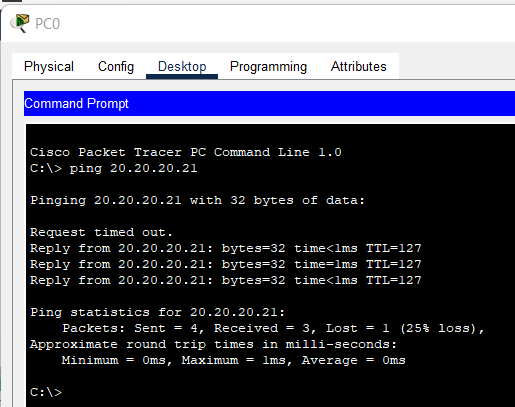 PC0
Physical Config Desktop Programming Attributes
Command Prompt
Cisco Packet Tracer PC Command Line 1.0
C:\> ping 20.20.20.21
Pinging 20.20.20.21 with 32 bytes of data:
Request timed out.
Reply from 20.20.20.21: bytes=32 time<1ms TTL=127
Reply from 20.20.20.21: bytes=32 time=1ms TTL=127
Reply from 20.20.20.21: bytes=32 time<1ms TTL=127
Ping statistics for 20.20.20.21:
Packets: Sent = 4, Received = 3, Lost = 1 (25% loss),
Approximate round trip times in milli-seconds:
Minimum = 0ms, Maximum = 1ms, Average = 0ms
C:\>